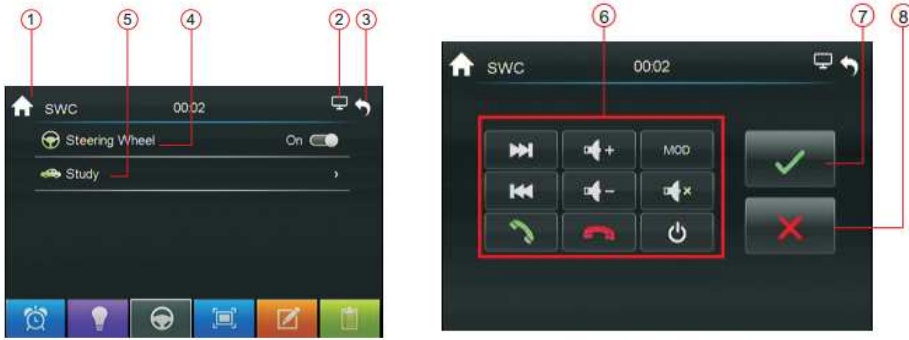 1 5 4 2 3
SWC 00:02
Steering Wheel On
Study
6 7 8
SWC 00:02
+ MOD
-